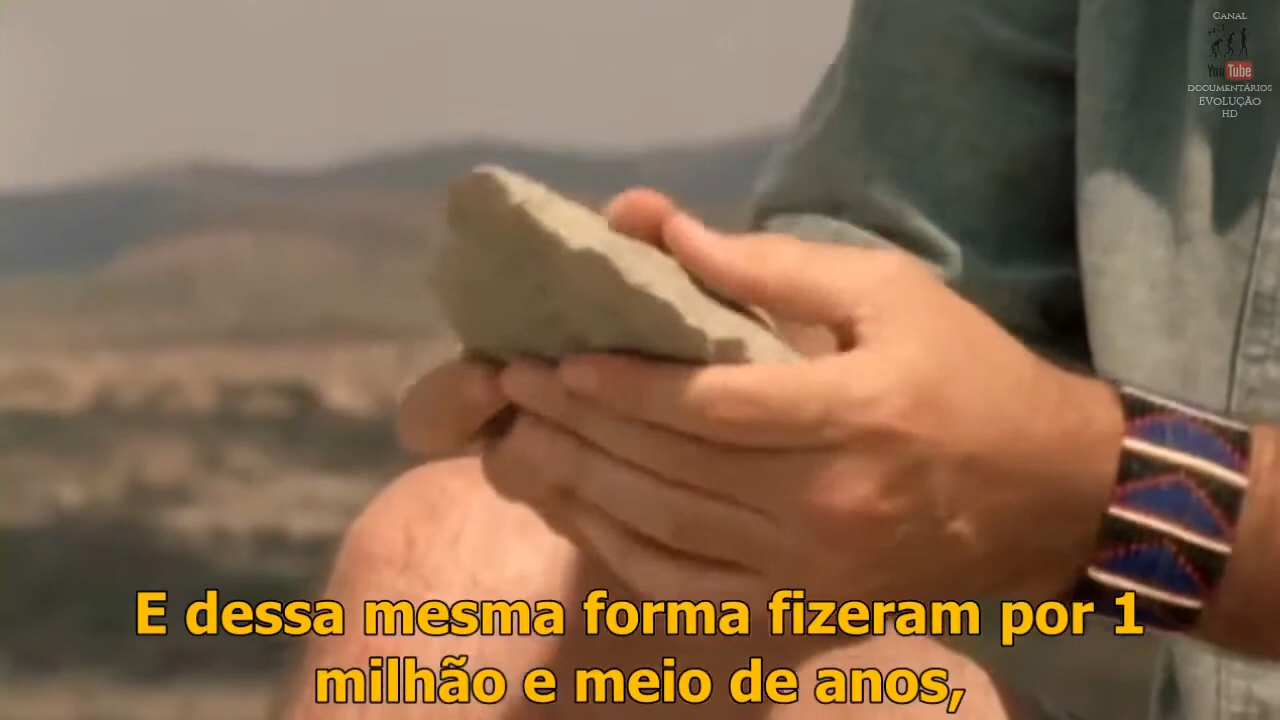 CANAL
YouTube
DOCUMENTÁRIOS
EVOLUÇÃO
HD
E dessa mesma forma fizeram por 1
milhão e meio de anos,